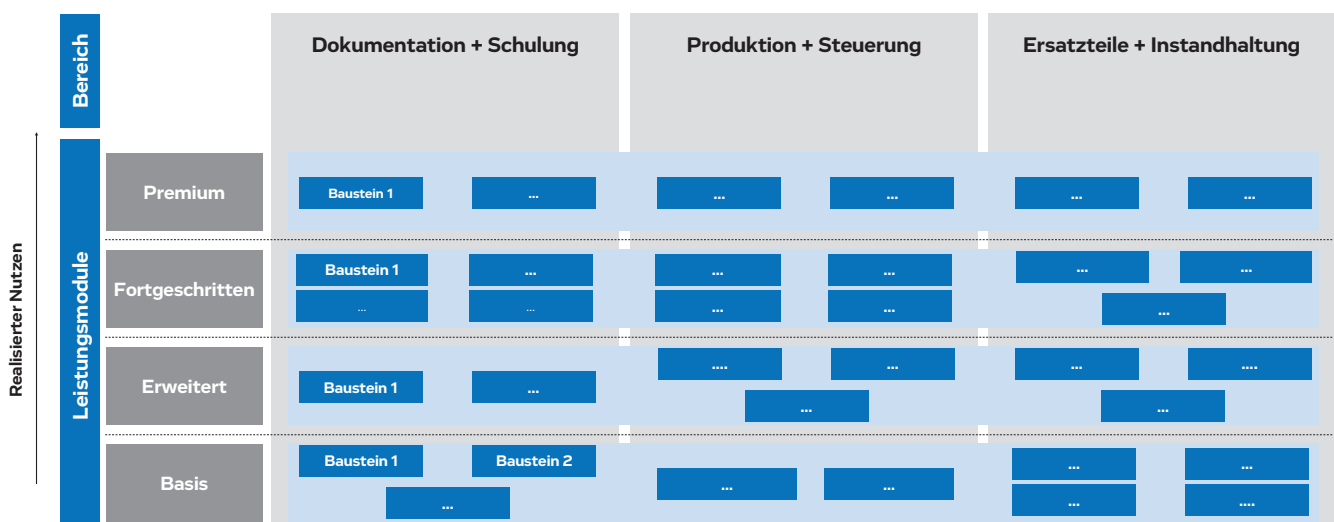 Bereich
Dokumentation + Schulung
Produktion + Steuerung
Ersatzteile + Instandhaltung
Realisierter Nutzen
Leistungsmodule
Premium
Baustein 1
...
...
...
...
...
Fortgeschritten
Baustein 1
...
...
...
...
...
...
...
...
...
...
Erweitert
Baustein 1
...
....
...
...
...
....
...
Basis
Baustein 1
Baustein 2
...
...
...
...
...
...
....